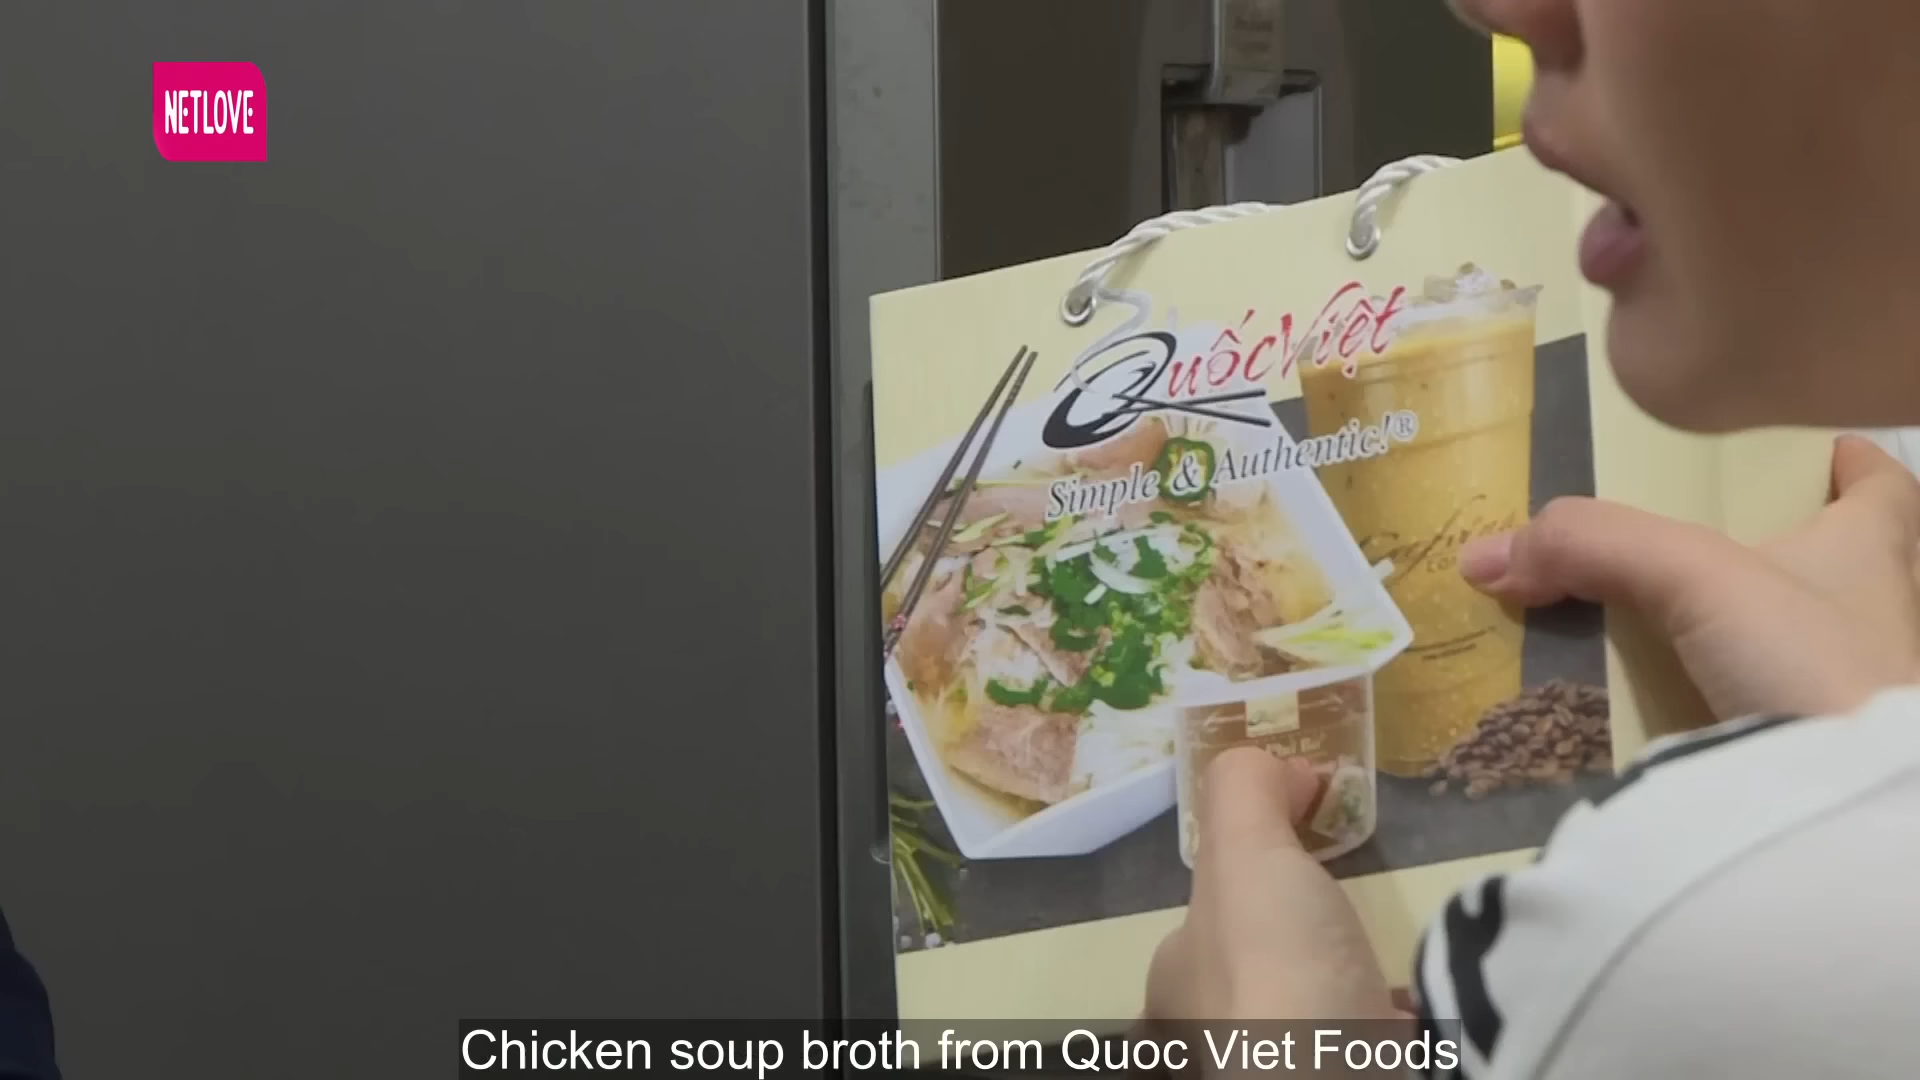 NETLOVE
QuốcViệt
Simple & Authentic!®
Chicken soup broth from Quoc Viet Foods